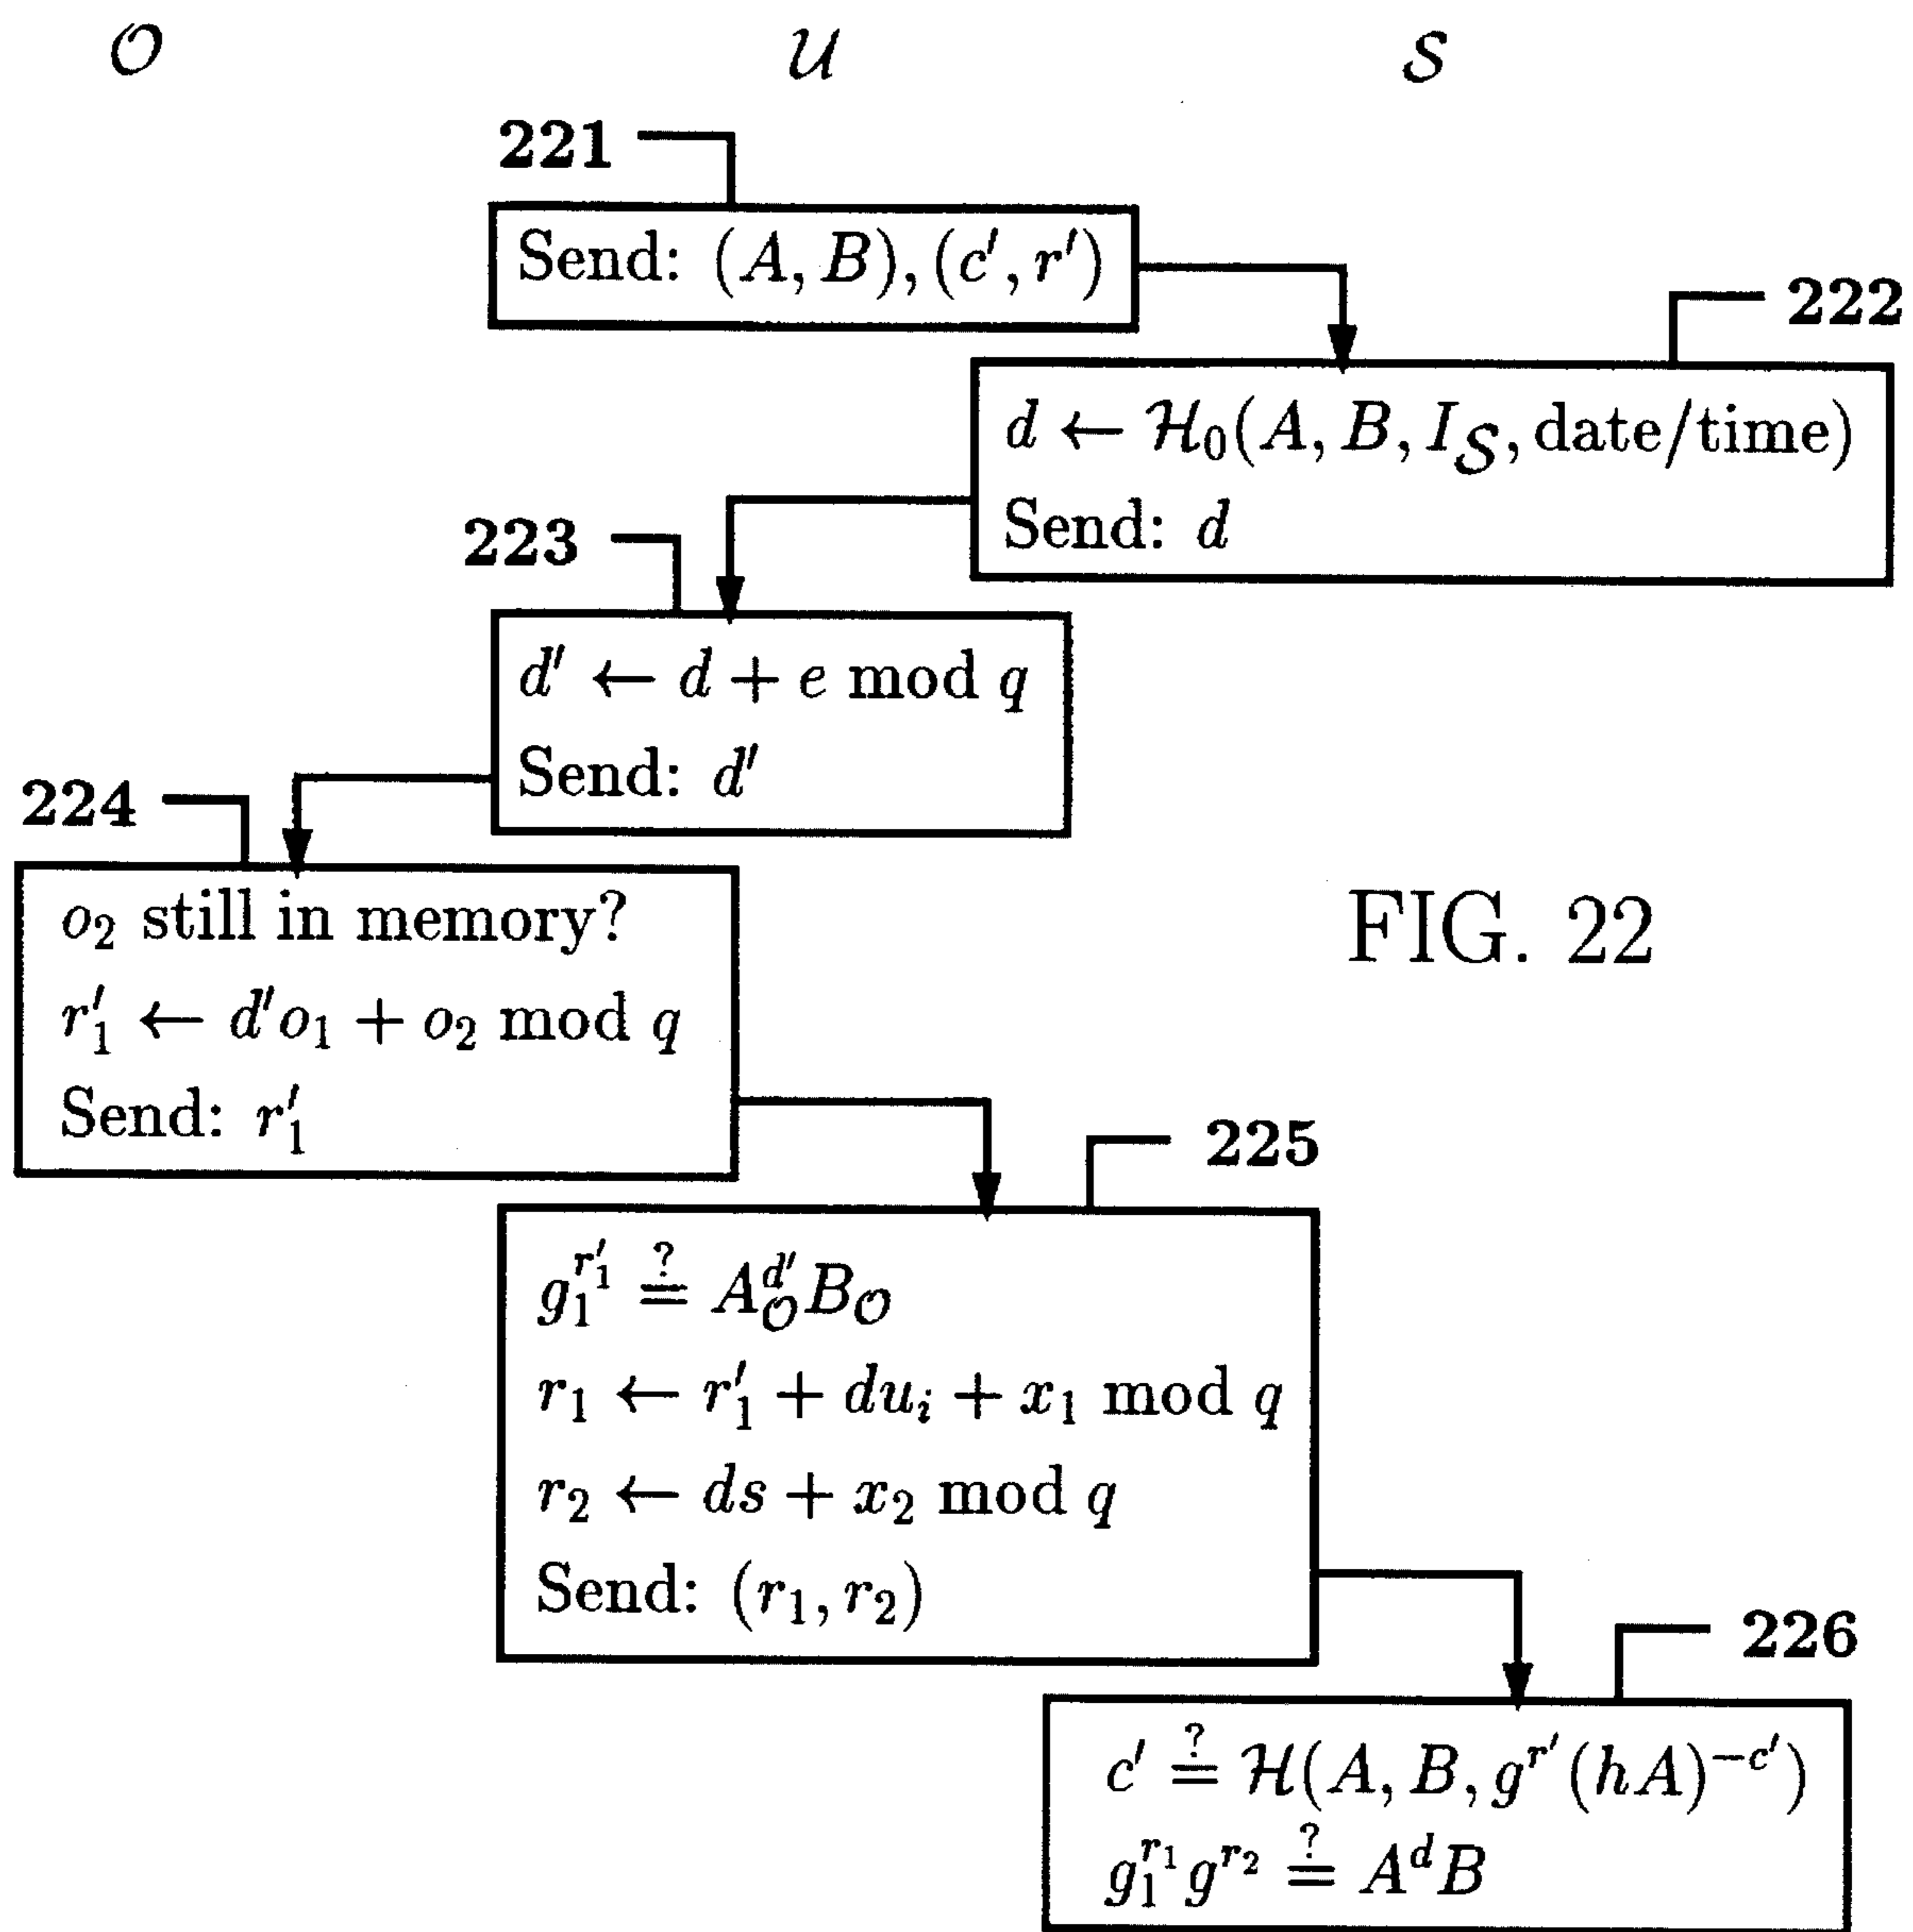 𝒪 𝒰 𝒮
221
Send: (A, B), (c′, r′)
222
d ← ℋ₀(A, B, I_𝒮, date/time)
Send: d
223
d′ ← d + e mod q
Send: d′
224
o₂ still in memory?
r′₁ ← d′o₁ + o₂ mod q
Send: r′₁
FIG. 22
225
g₁^{r′₁} ≟ A_𝒪^{d′} B_𝒪
r₁ ← r′₁ + du_i + x₁ mod q
r₂ ← ds + x₂ mod q
Send: (r₁, r₂)
226
c′ ≟ ℋ(A, B, g^{r′}(hA)^{−c′})
g₁^{r₁} g^{r₂} ≟ A^d B